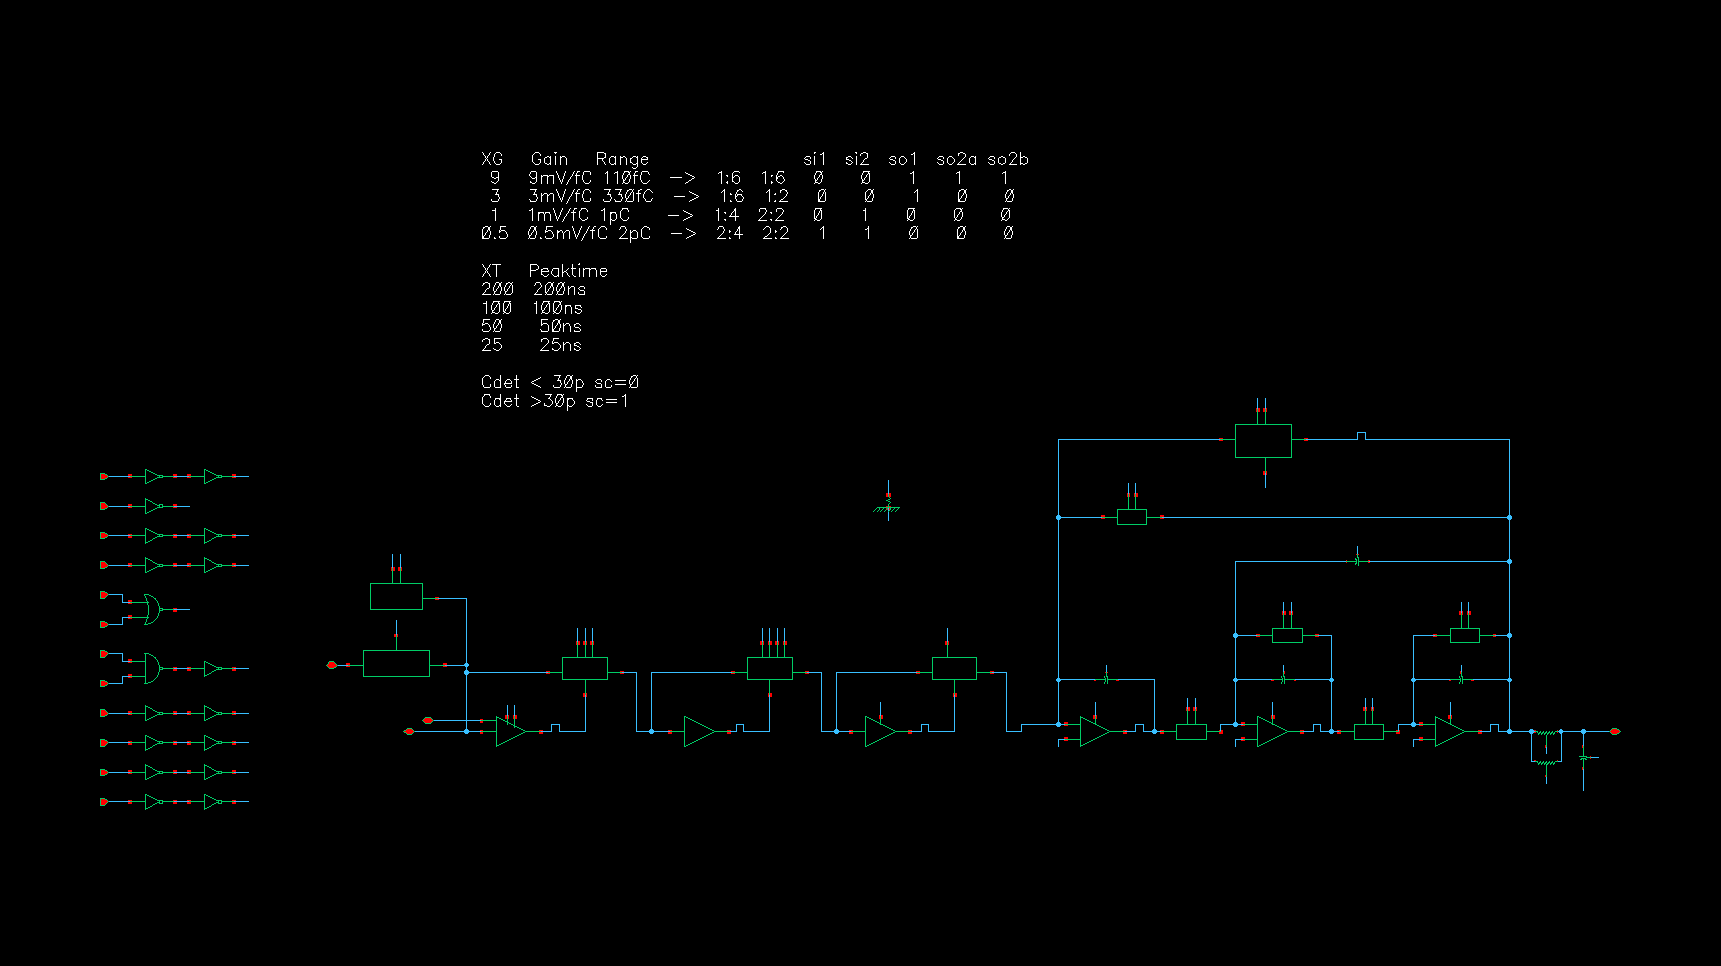 XG Gain Range si1 si2 so1 so2a so2b
9 9mV/fC 110fC -> 1:6 1:6 0 0 1 1 1
3 3mV/fC 330fC -> 1:6 1:2 0 0 1 0 0
1 1mV/fC 1pC -> 1:4 2:2 0 1 0 0 0
0.5 0.5mV/fC 2pC -> 2:4 2:2 1 1 0 0 0
XT Peaktime
200 200ns
100 100ns
50 50ns
25 25ns
Cdet < 30p sc=0
Cdet >30p sc=1